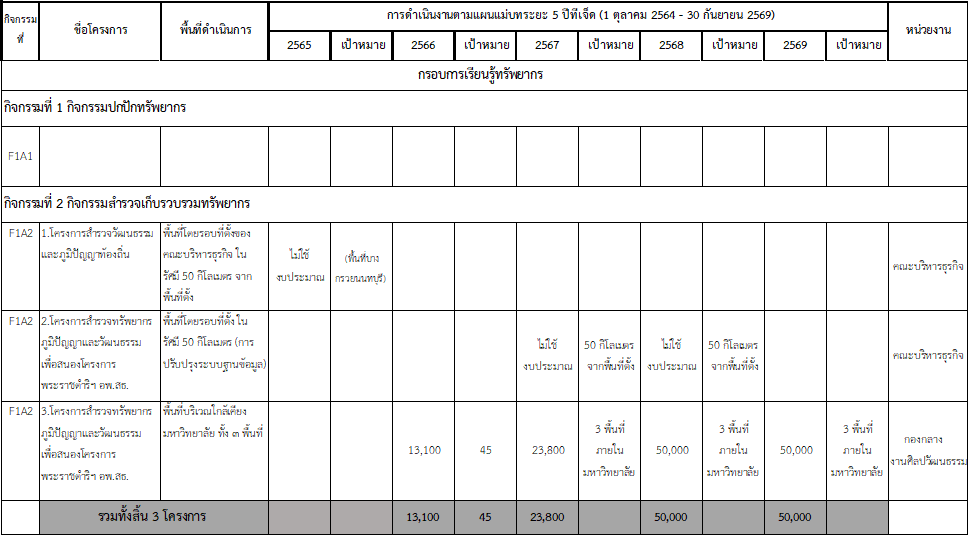 กิจกรรมที่ ชื่อโครงการ พื้นที่ดำเนินการ การดำเนินงานตามแผนแม่บทระยะ 5 ปีที่เจ็ด (1 ตุลาคม 2564 - 30 กันยายน 2569) หน่วยงาน
2565 เป้าหมาย 2566 เป้าหมาย 2567 เป้าหมาย 2568 เป้าหมาย 2569 เป้าหมาย
กรอบการเรียนรู้ทรัพยากร
กิจกรรมที่ 1 กิจกรรมปกปักทรัพยากร
F1A1
กิจกรรมที่ 2 กิจกรรมสำรวจเก็บรวบรวมทรัพยากร
F1A2
1.โครงการสำรวจวัฒนธรรม
และภูมิปัญญาท้องถิ่น
พื้นที่โดยรอบที่ตั้งของ
คณะบริหารธุรกิจ ใน
รัศมี 50 กิโลเมตร จาก
พื้นที่ตั้ง
ไม่ใช้
งบประมาณ
(พื้นที่บาง
กรวยนนทบุรี)
คณะบริหารธุรกิจ
F1A2
2.โครงการสำรวจทรัพยากร
ภูมิปัญญาและวัฒนธรรม
เพื่อสนองโครงการ
พระราชดำริฯ อพ.สธ.
พื้นที่โดยรอบที่ตั้ง ใน
รัศมี 50 กิโลเมตร (การ
ปรับปรุงระบบฐานข้อมูล)
ไม่ใช้
งบประมาณ
50 กิโลเมตร
จากพื้นที่ตั้ง
ไม่ใช้
งบประมาณ
50 กิโลเมตร
จากพื้นที่ตั้ง
คณะบริหารธุรกิจ
F1A2
3.โครงการสำรวจทรัพยากร
ภูมิปัญญาและวัฒนธรรม
เพื่อสนองโครงการ
พระราชดำริฯ อพ.สธ.
พื้นที่บริเวณใกล้เคียง
มหาวิทยาลัย ทั้ง ๓ พื้นที่
13,100
45
23,800
3 พื้นที่
ภายใน
มหาวิทยาลัย
50,000
3 พื้นที่
ภายใน
มหาวิทยาลัย
50,000
3 พื้นที่
ภายใน
มหาวิทยาลัย
กองกลาง
งานศิลปวัฒนธรรม
รวมทั้งสิ้น 3 โครงการ 13,100 45 23,800 50,000 50,000